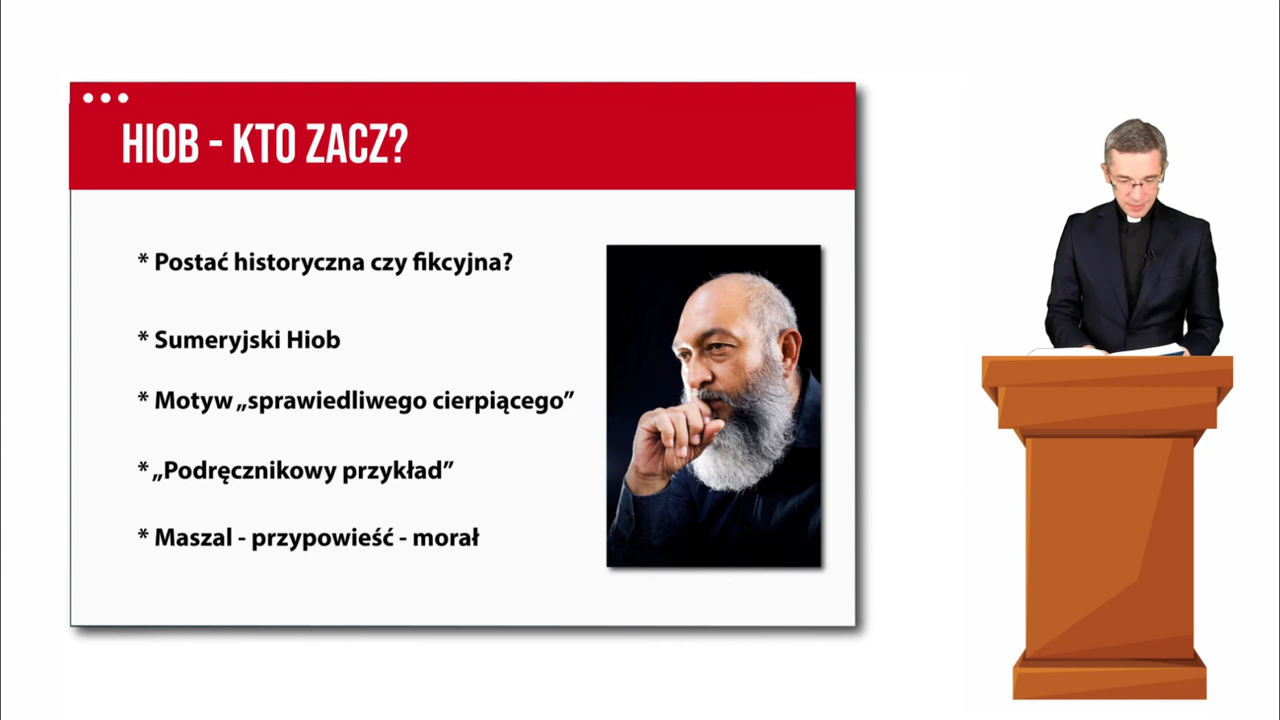 HIOB - KTO ZACZ?
* Postać historyczna czy fikcyjna?
* Sumeryjski Hiob
* Motyw „sprawiedliwego cierpiącego”
* „Podręcznikowy przykład”
* Maszal - przypowieść - morał